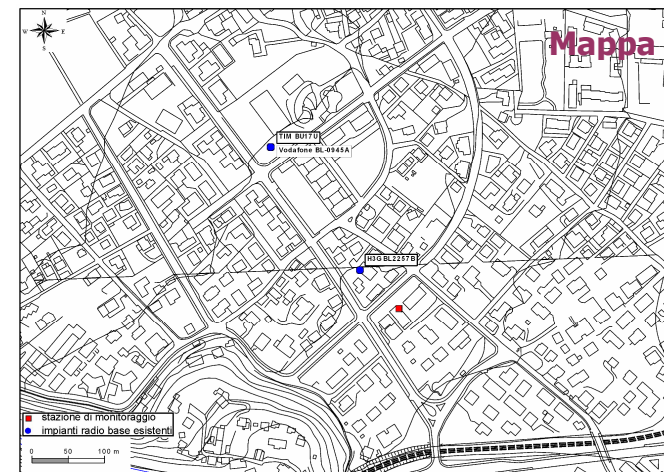 N
W E
S
Mappa
TIM BU17U
Vodafone BL-0945A
H3G BL2257B
stazione di monitoraggio
impianti radio base esistenti
0 50 100 m